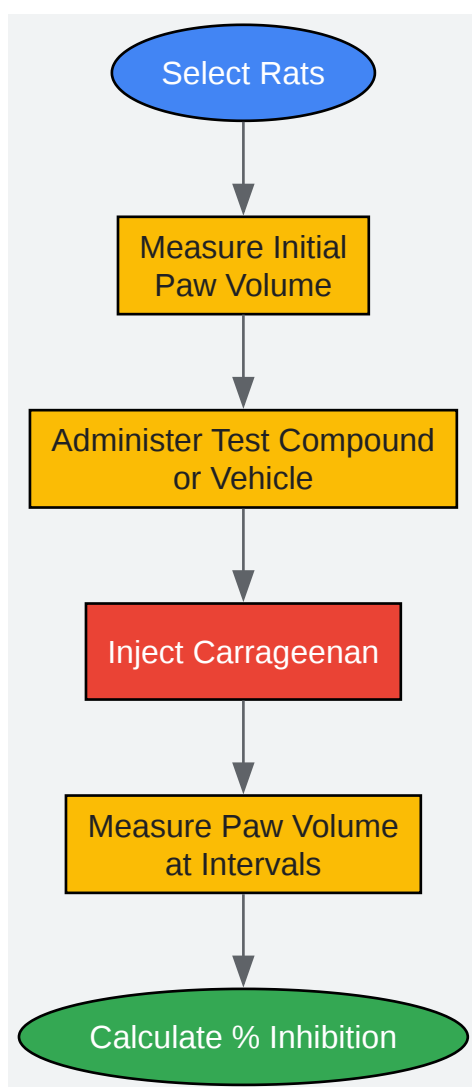 Select Rats
Measure Initial
Paw Volume
Administer Test Compound
or Vehicle
Inject Carrageenan
Measure Paw Volume
at Intervals
Calculate % Inhibition